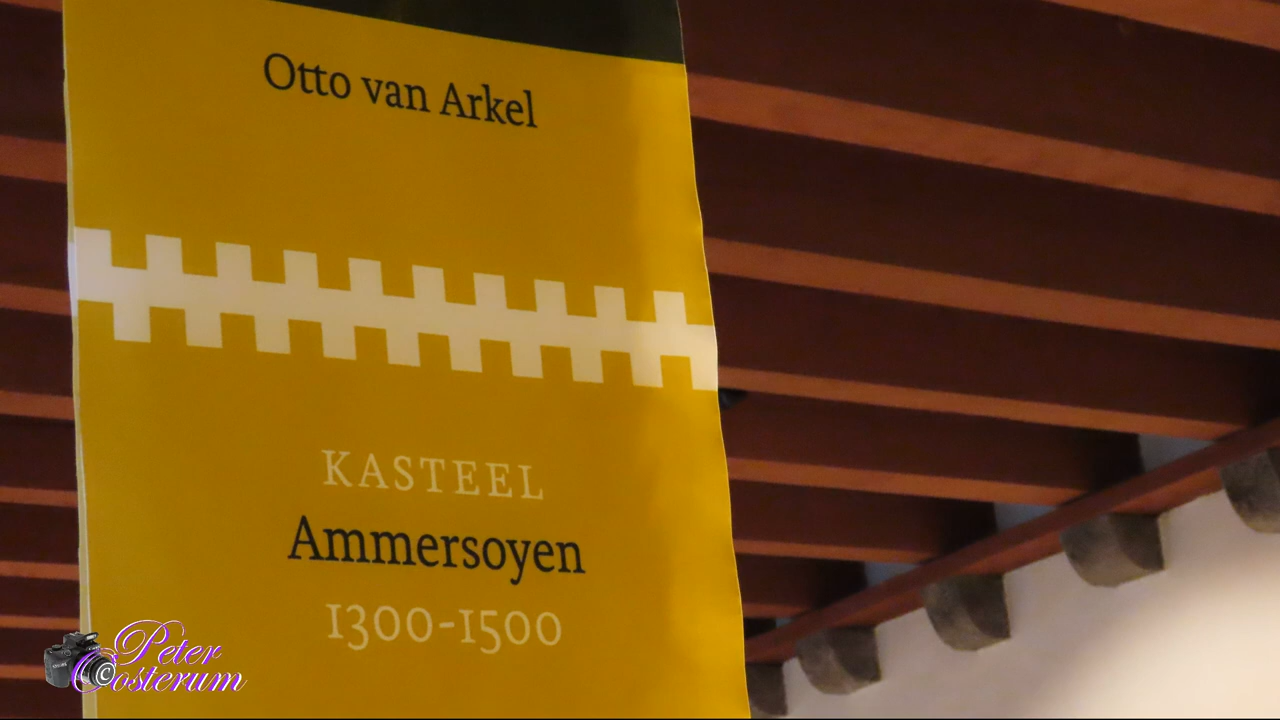 Otto van Arkel
KASTEEL
Ammersoyen
1300-1500
Peter
©Oosterum